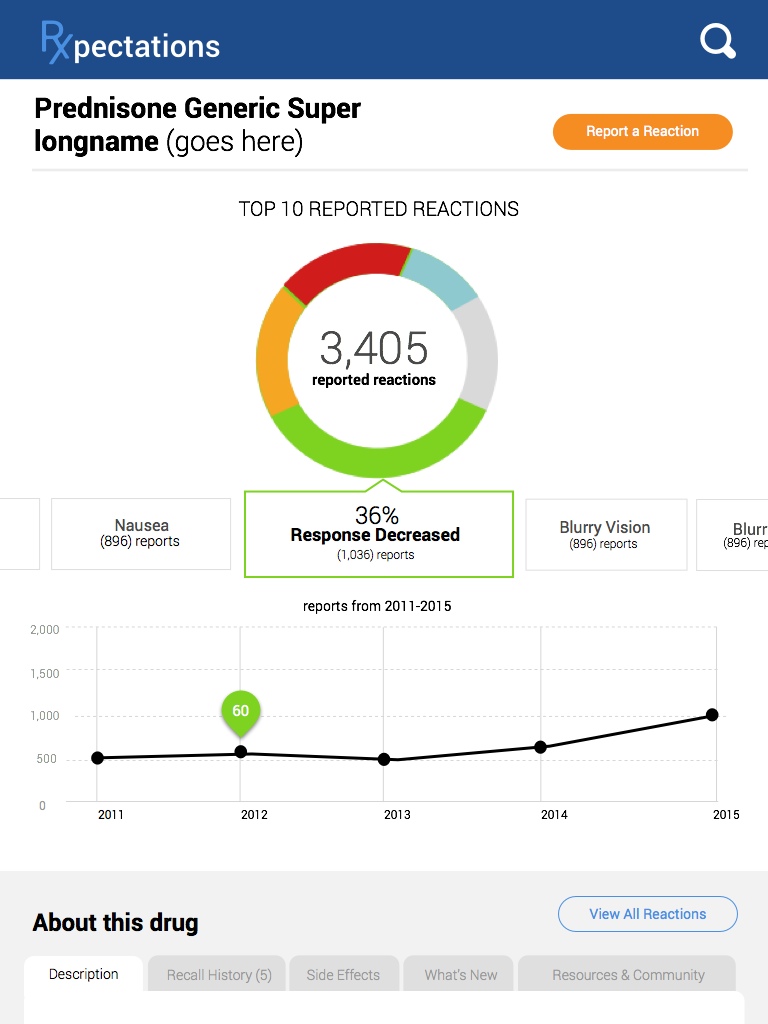 Rxpectations
Prednisone Generic Super
longname (goes here)
Report a Reaction
TOP 10 REPORTED REACTIONS
3,405
reported reactions
Nausea
(896) reports
36%
Response Decreased
(1,036) reports
Blurry Vision
(896) reports
Blurr
(896) rep
reports from 2011-2015
2,000
1,500
1,000
500
0
60
2011 2012 2013 2014 2015
About this drug
View All Reactions
Description Recall History (5) Side Effects What's New Resources & Community